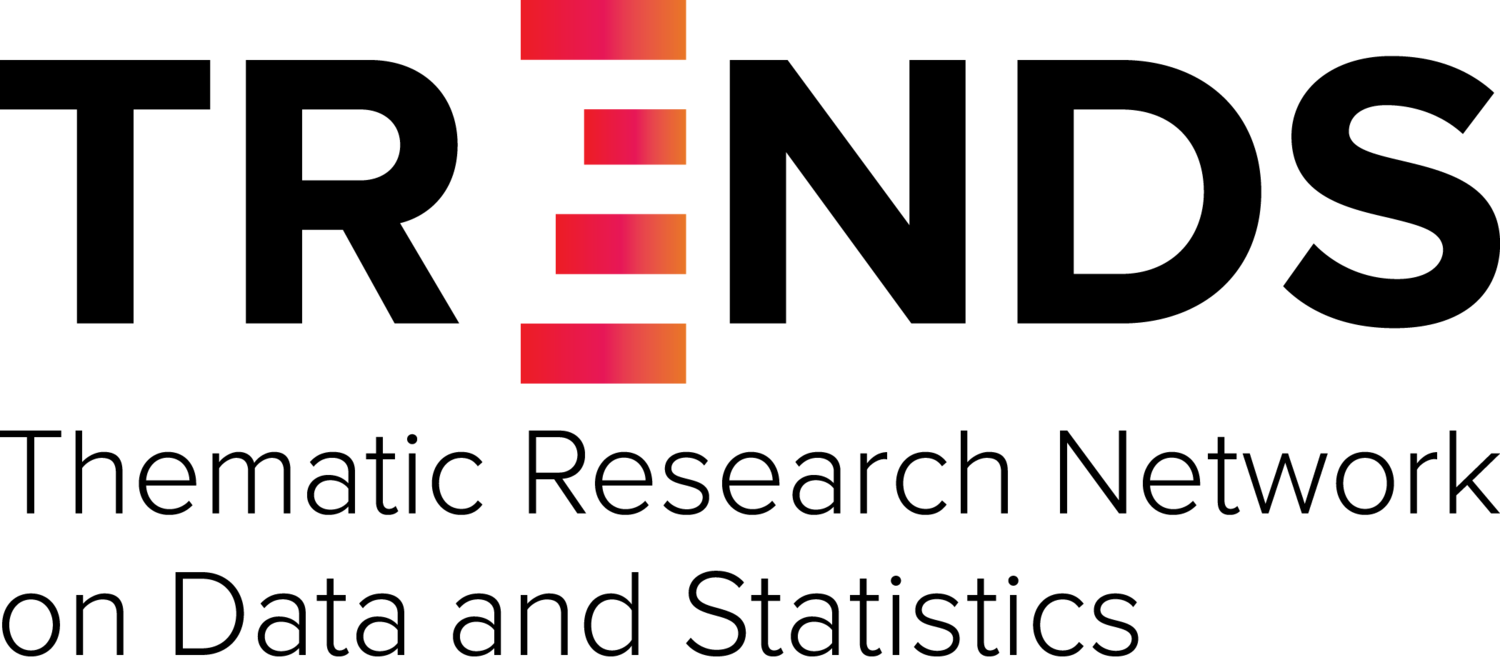 TRENDS
Thematic Research Network
on Data and Statistics